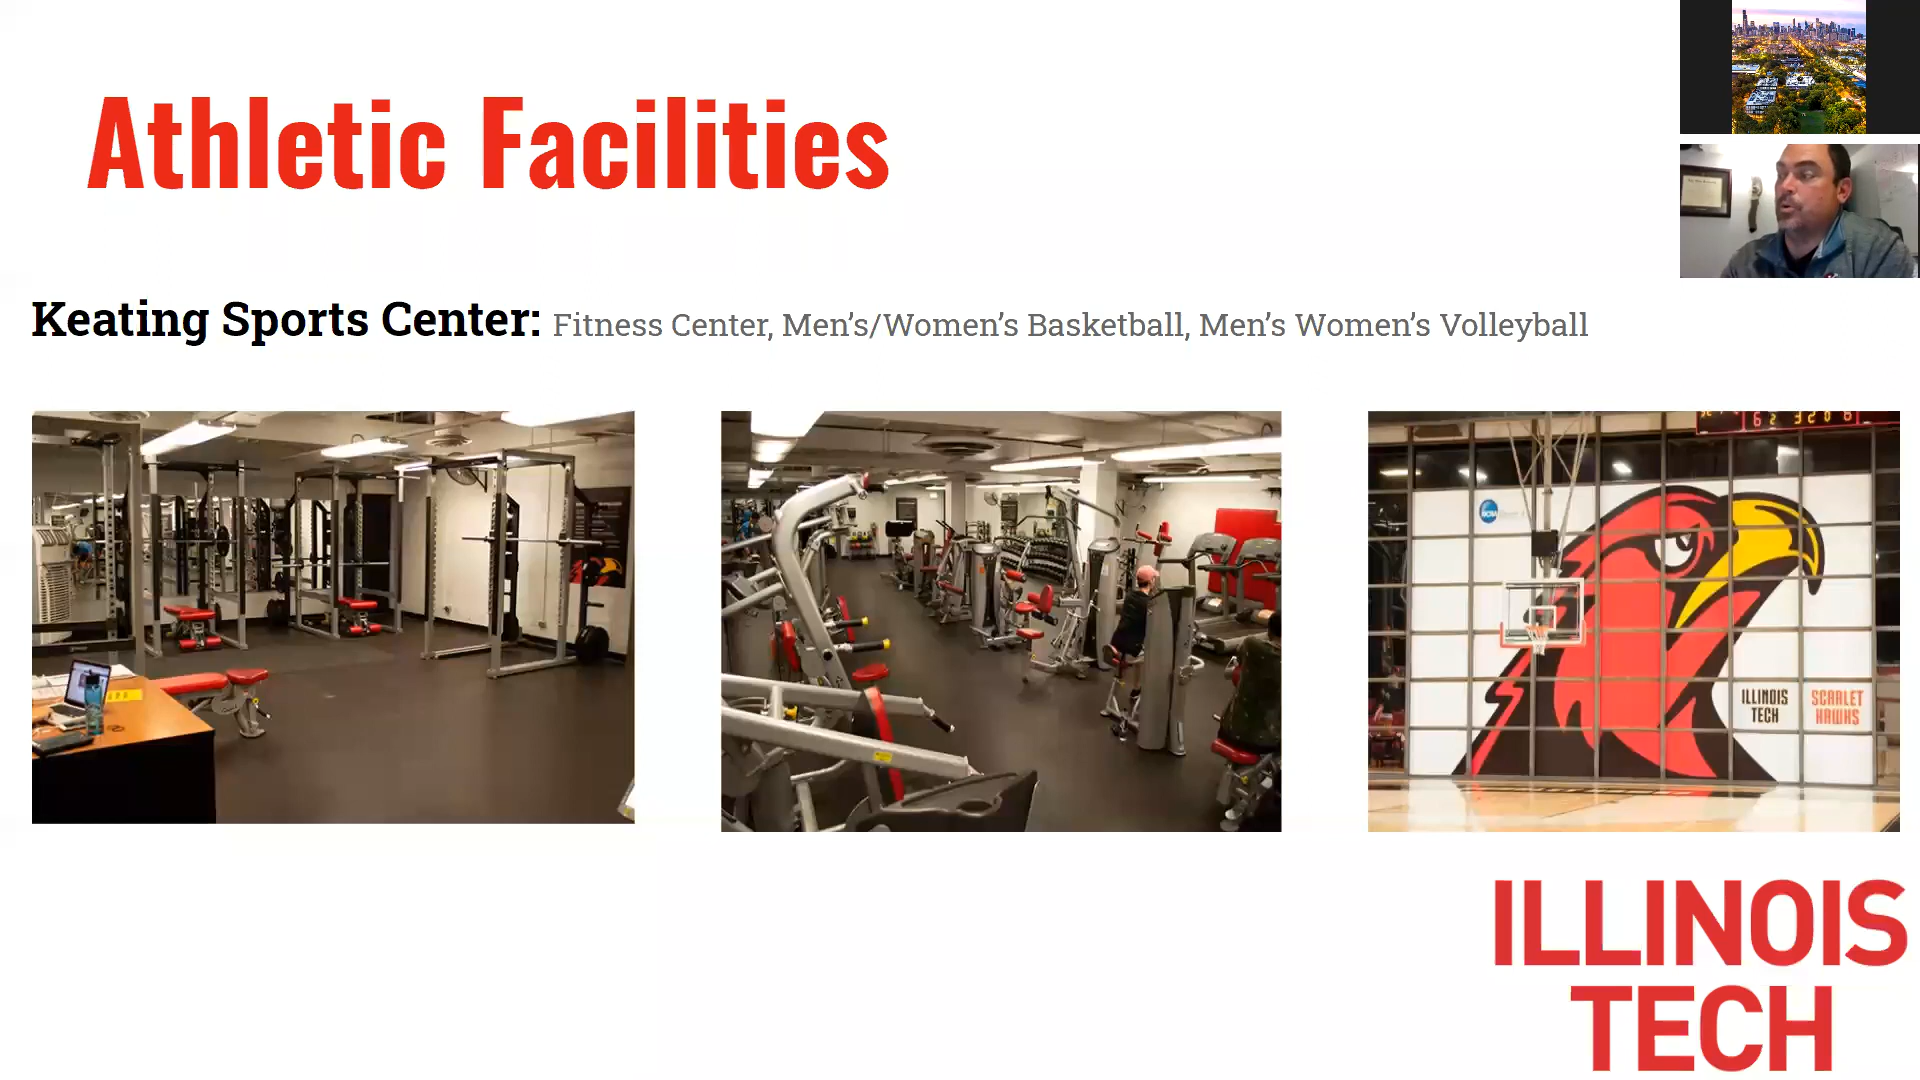 Athletic Facilities
Keating Sports Center: Fitness Center, Men’s/Women’s Basketball, Men’s Women’s Volleyball
NCAA
ILLINOIS
TECH
SCARLET
HAWKS
ILLINOIS
TECH